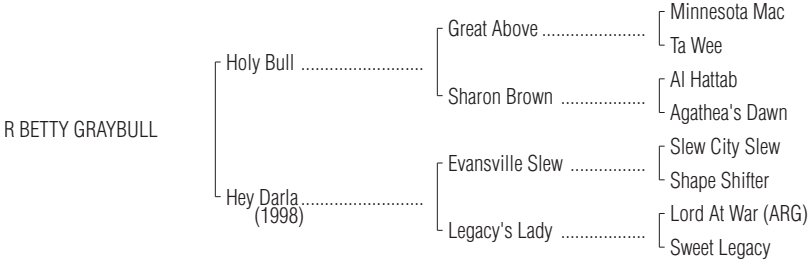 Minnesota Mac
Great Above ......................
Ta Wee
Holy Bull .........................
Al Hattab
Sharon Brown ..................
Agathea's Dawn
R BETTY GRAYBULL
Slew City Slew
Evansville Slew ................
Shape Shifter
Hey Darla.........................
(1998)
Lord At War (ARG)
Legacy's Lady ..................
Sweet Legacy